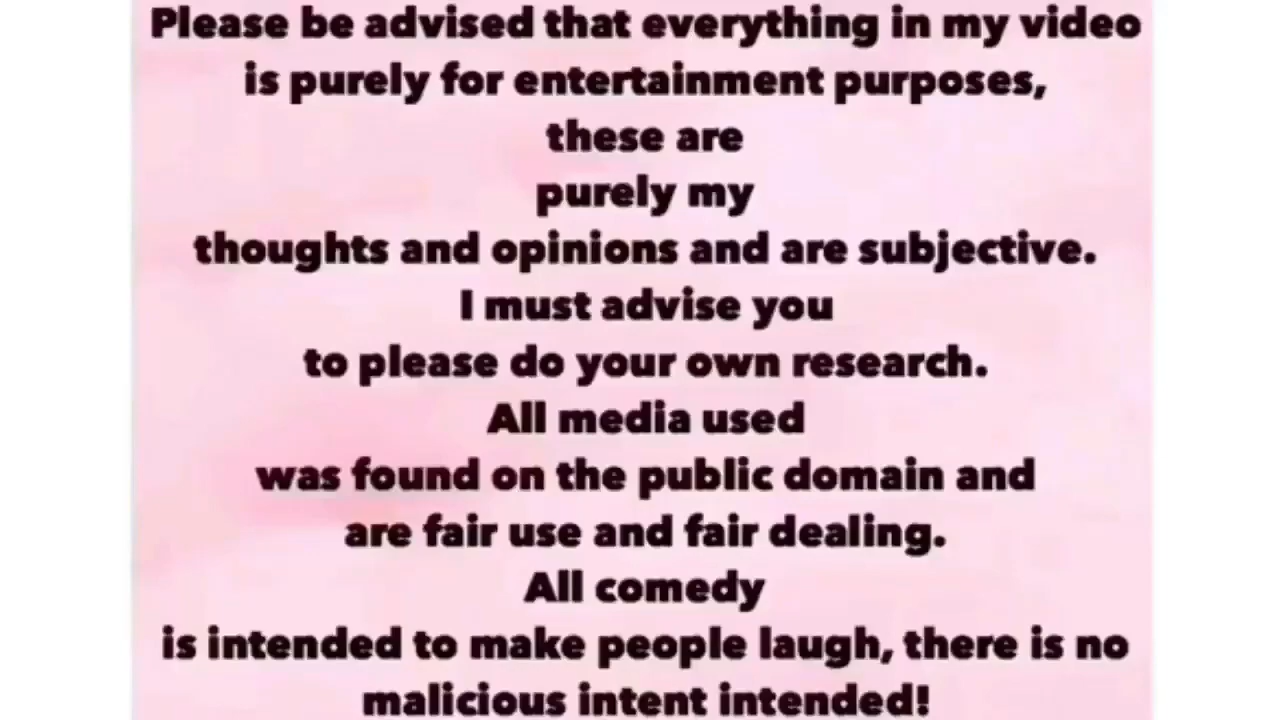 Please be advised that everything in my video
is purely for entertainment purposes,
these are
purely my
thoughts and opinions and are subjective.
I must advise you
to please do your own research.
All media used
was found on the public domain and
are fair use and fair dealing.
All comedy
is intended to make people laugh, there is no
malicious intent intended!